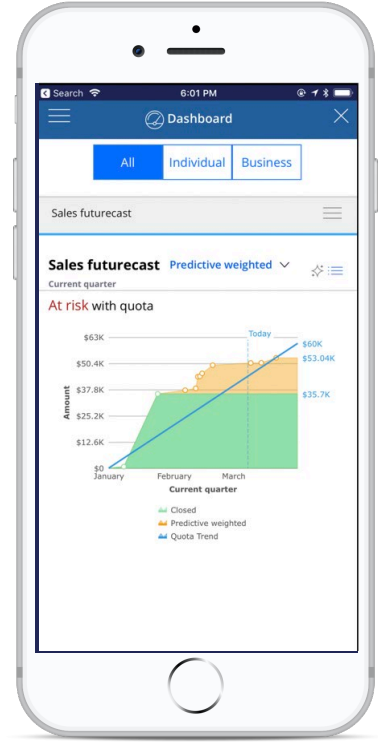 Search 6:01 PM
Dashboard
All Individual Business
Sales futurecast
Sales futurecast Predictive weighted
Current quarter
At risk with quota
Today
$63K
$60K
$53.04K
$50.4K
$37.8K
$35.7K
Amount
$25.2K
$12.6K
$0
January February March
Current quarter
Closed
Predictive weighted
Quota Trend